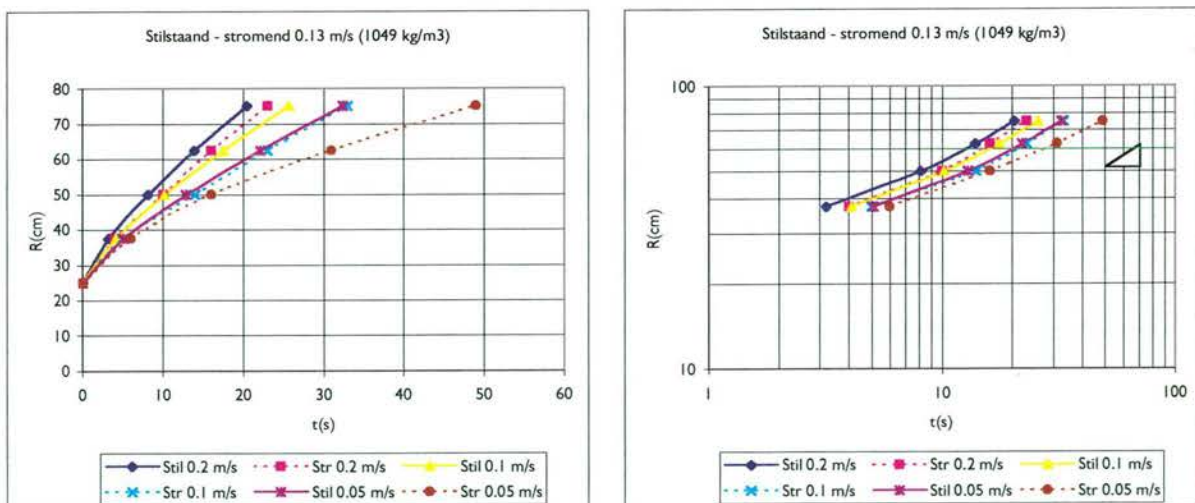 Stilstaand - stromend 0.13 m/s (1049 kg/m3)
80
70
60
50
40
30
20
10
0
R(cm)
0 10 20 30 40 50 60
t(s)
Stil 0.2 m/s Str 0.2 m/s Stil 0.1 m/s
Str 0.1 m/s Stil 0.05 m/s Str 0.05 m/s
Stilstaand - stromend 0.13 m/s (1049 kg/m3)
100
R(cm)
10
1 10 100
t(s)
Stil 0.2 m/s Str 0.2 m/s Stil 0.1 m/s
Str 0.1 m/s Stil 0.05 m/s Str 0.05 m/s